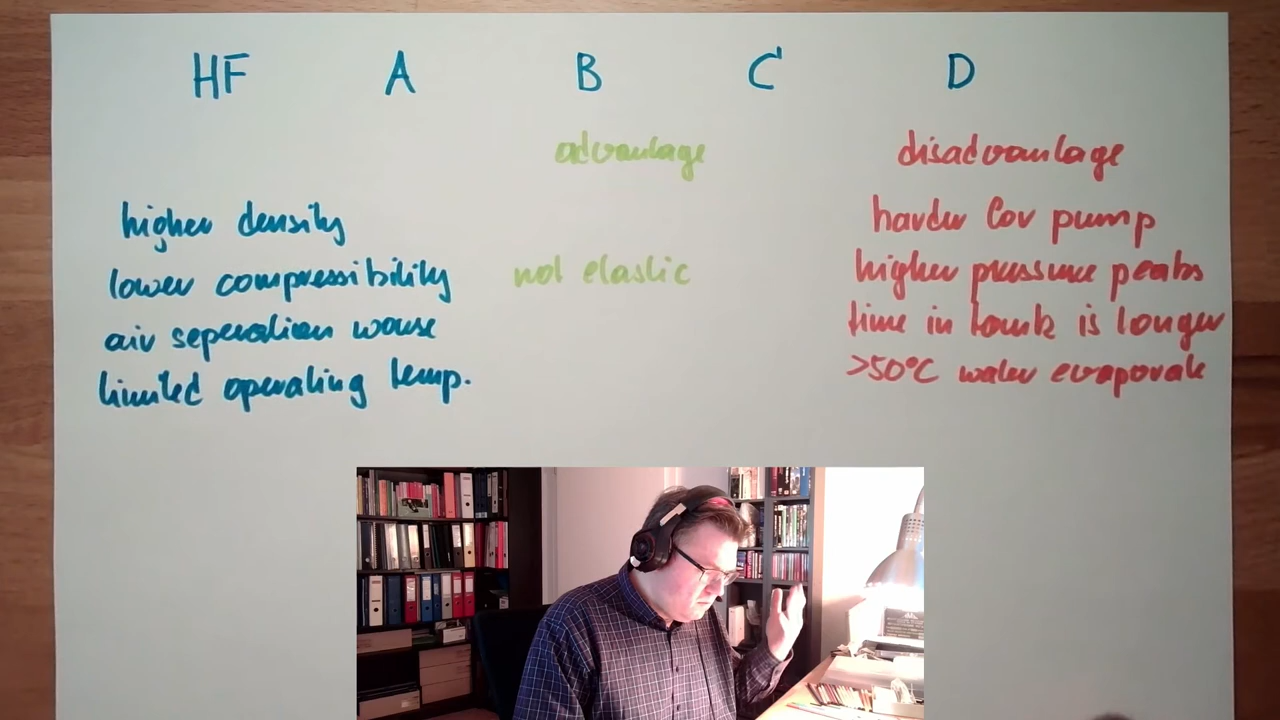 HF A B C D
advantage disadvantage
higher density harder for pump
lower compressibility not elastic higher pressure peaks
air seperation worse time in tank is longer
limited operating temp. >50°C water evaporate